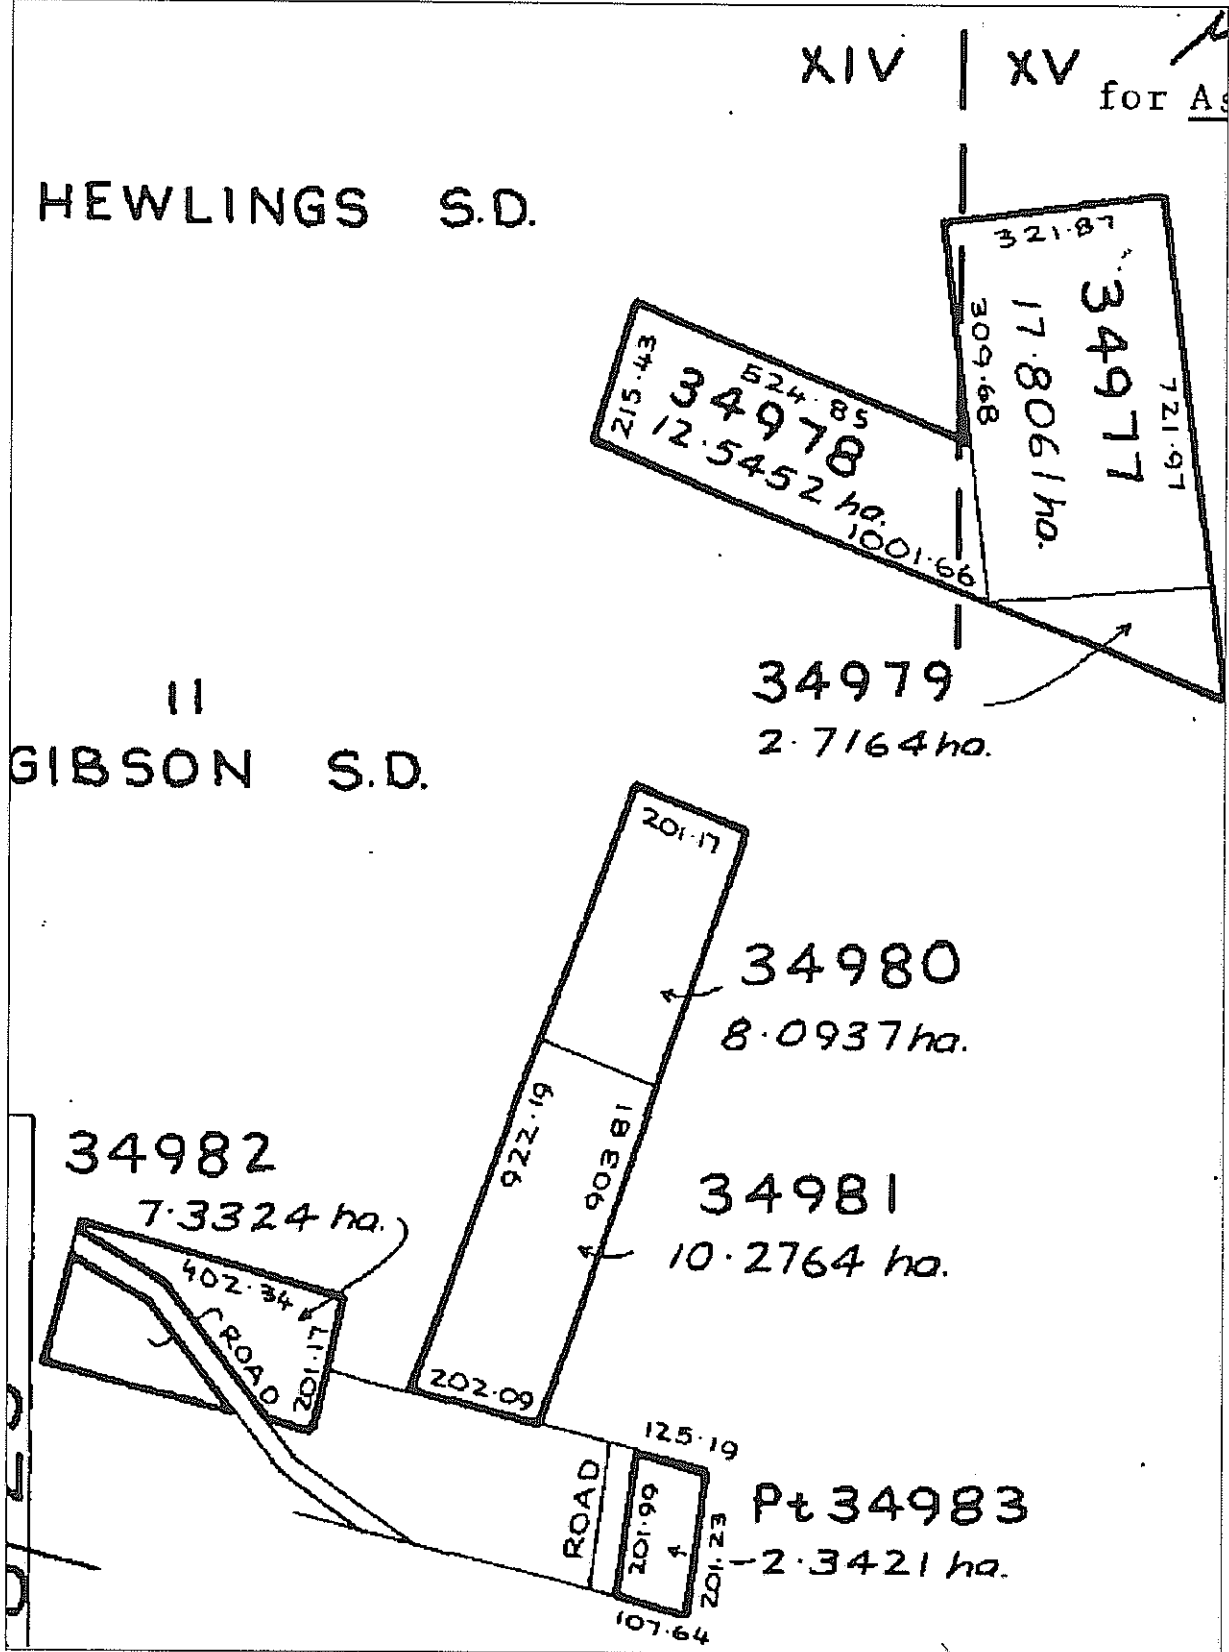 XIV XV
for As
HEWLINGS S.D.
321.87
34977
17.8061 ha.
309.68
721.97
215.43
524.85
34978
12.5452 ha.
1001.66
34979
2.7164 ha.
11
GIBSON S.D.
201.17
34980
8.0937 ha.
922.19
903 81
34981
10.2764 ha.
34982
7.3324 ha.
402.34
ROAD
201.17
202.09
125.19
ROAD
201.99
201.23
Pt 34983
2.3421 ha.
107.64